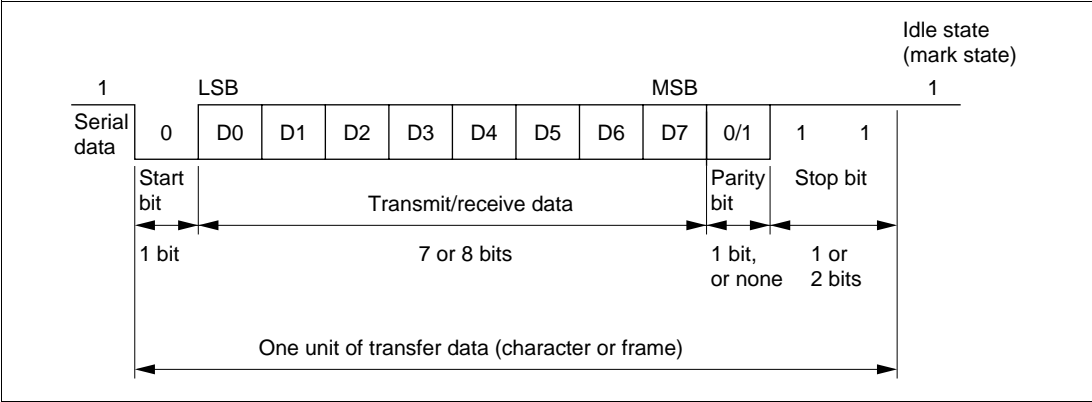 Idle state
(mark state)
1 LSB MSB 1
Serial
data
0 D0 D1 D2 D3 D4 D5 D6 D7 0/1 1 1
Start
bit
Transmit/receive data
Parity
bit
Stop bit
1 bit
7 or 8 bits
1 bit,
or none
1 or
2 bits
One unit of transfer data (character or frame)